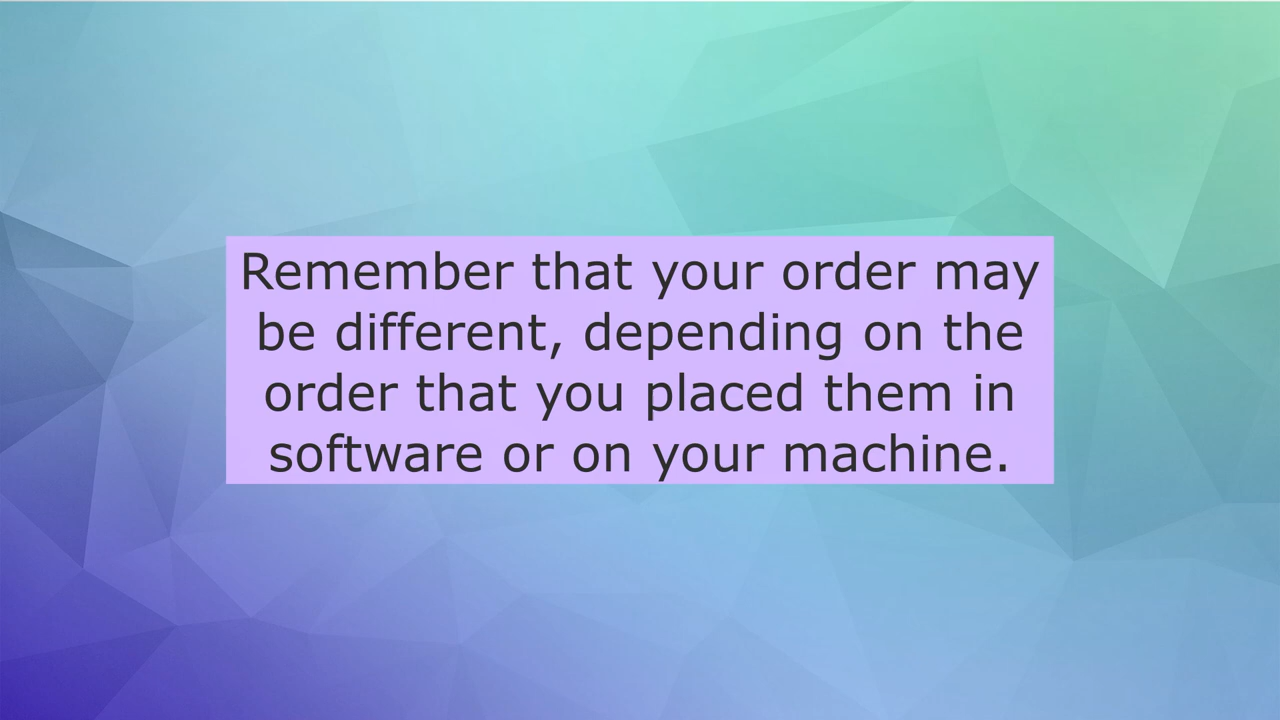 Remember that your order may
be different, depending on the
order that you placed them in
software or on your machine.